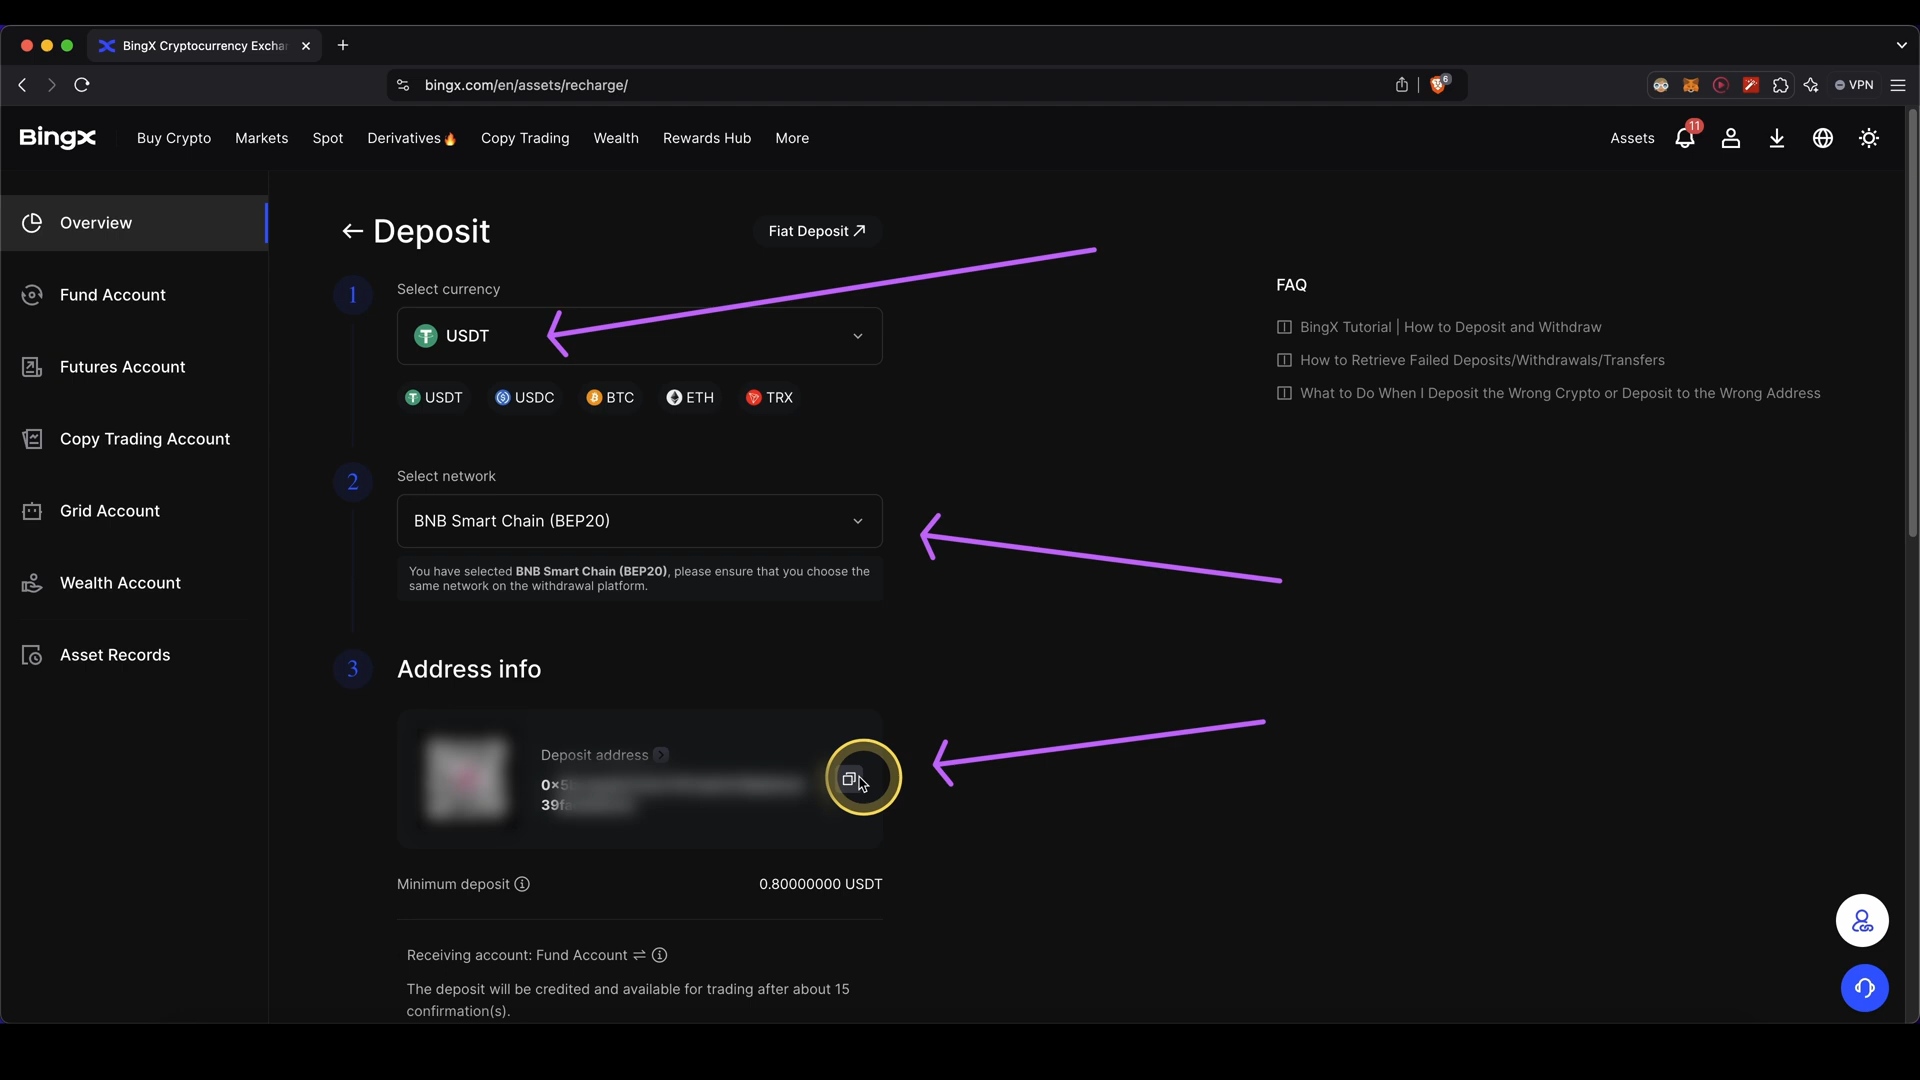 BingX Cryptocurrency Excha
bingx.com/en/assets/recharge/
6
VPN
BingX
Buy Crypto
Markets
Spot
Derivatives
Copy Trading
Wealth
Rewards Hub
More
Assets
11
Overview
Fund Account
Futures Account
Copy Trading Account
Grid Account
Wealth Account
Asset Records
Deposit
Fiat Deposit
1
Select currency
USDT
USDT
USDC
BTC
ETH
TRX
2
Select network
BNB Smart Chain (BEP20)
You have selected BNB Smart Chain (BEP20), please ensure that you choose the
same network on the withdrawal platform.
3
Address info
Deposit address
0x5
39f
Minimum deposit
0.80000000 USDT
Receiving account: Fund Account
The deposit will be credited and available for trading after about 15
confirmation(s).
FAQ
BingX Tutorial | How to Deposit and Withdraw
How to Retrieve Failed Deposits/Withdrawals/Transfers
What to Do When I Deposit the Wrong Crypto or Deposit to the Wrong Address